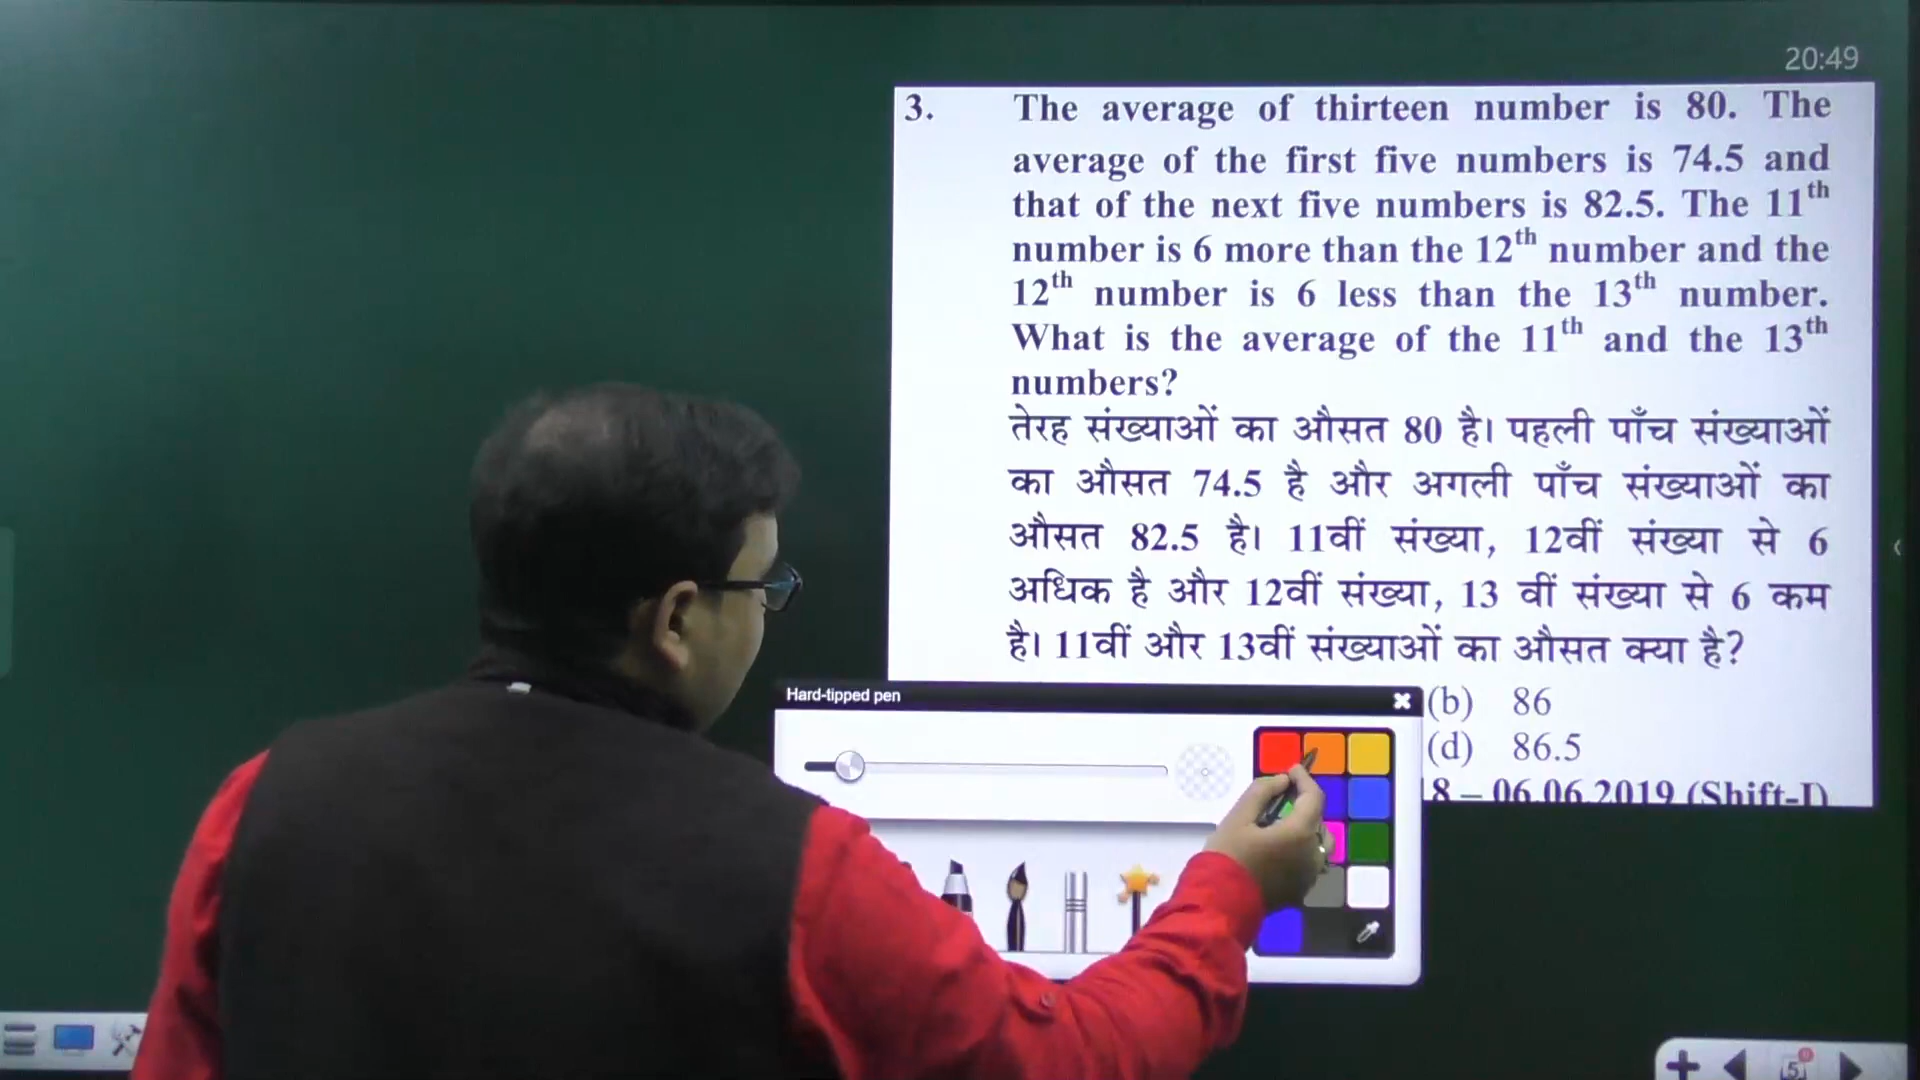 20:49
3. The average of thirteen number is 80. The
average of the first five numbers is 74.5 and
that of the next five numbers is 82.5. The 11th
number is 6 more than the 12th number and the
12th number is 6 less than the 13th number.
What is the average of the 11th and the 13th
numbers?
तेरह संख्याओं का औसत 80 है। पहली पाँच संख्याओं
का औसत 74.5 है और अगली पाँच संख्याओं का
औसत 82.5 है। 11वीं संख्या, 12वीं संख्या से 6
अधिक है और 12वीं संख्या, 13 वीं संख्या से 6 कम
है। 11वीं और 13वीं संख्याओं का औसत क्या है?
Hard-tipped pen
(b) 86
(d) 86.5
8 – 06.06.2019 (Shift-I)